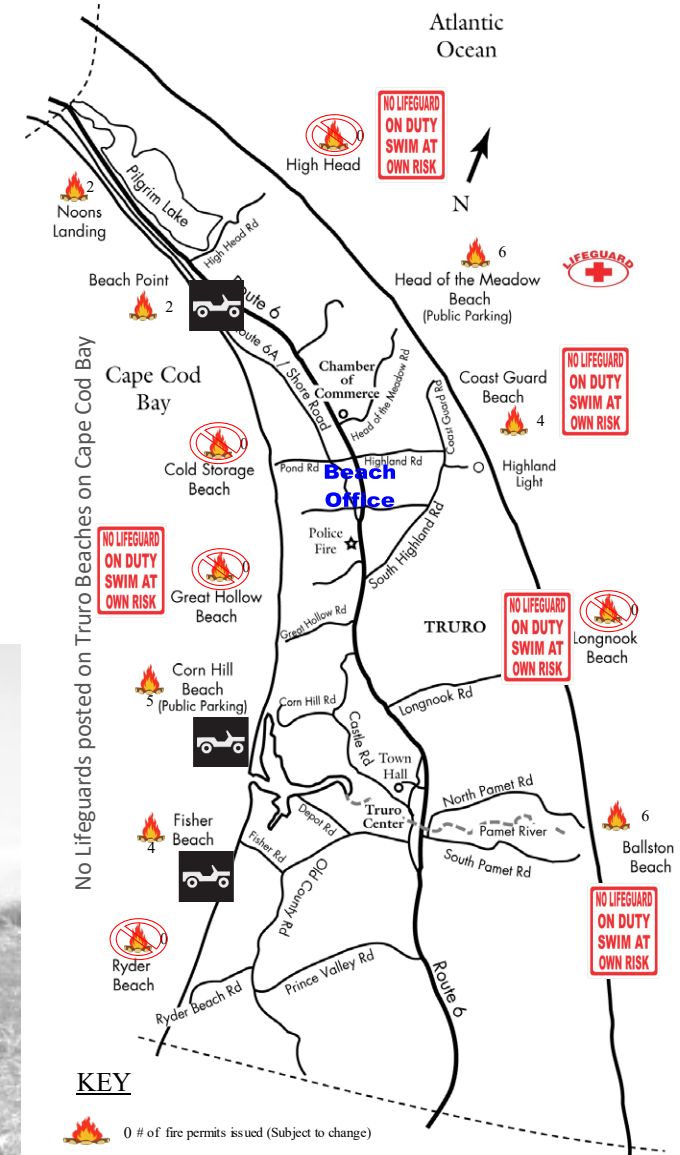 Atlantic
Ocean
0
High Head
NO LIFEGUARD
ON DUTY
SWIM AT
OWN RISK
N
2
Noons
Landing
Pilgrim Lake
High Head Rd
6
Head of the Meadow
Beach
(Public Parking)
LIFEGUARD
Beach Point
2
Route 6
Route 6A / Shore Road
Cape Cod
Bay
Chamber
of
Commerce
Head of the Meadow Rd
Coast Guard Rd
Coast Guard
Beach
4
NO LIFEGUARD
ON DUTY
SWIM AT
OWN RISK
No Lifeguards posted on Truro Beaches on Cape Cod Bay
0
Cold Storage
Beach
Pond Rd
Highland Rd
Highland
Light
Beach
Office
Police
Fire
South Highland Rd
NO LIFEGUARD
ON DUTY
SWIM AT
OWN RISK
0
Great Hollow
Beach
Great Hollow Rd
TRURO
NO LIFEGUARD
ON DUTY
SWIM AT
OWN RISK
0
Longnook
Beach
Corn Hill
Beach
5
(Public Parking)
Corn Hill Rd
Castle Rd
Longnook Rd
Town
Hall
North Pamet Rd
Truro
Center
Pamet River
South Pamet Rd
6
Ballston
Beach
Fisher
Beach
4
Depot Rd
Fisher Rd
Old County Rd
NO LIFEGUARD
ON DUTY
SWIM AT
OWN RISK
0
Ryder
Beach
Ryder Beach Rd
Prince Valley Rd
Route 6
KEY
0 # of fire permits issued (Subject to change)